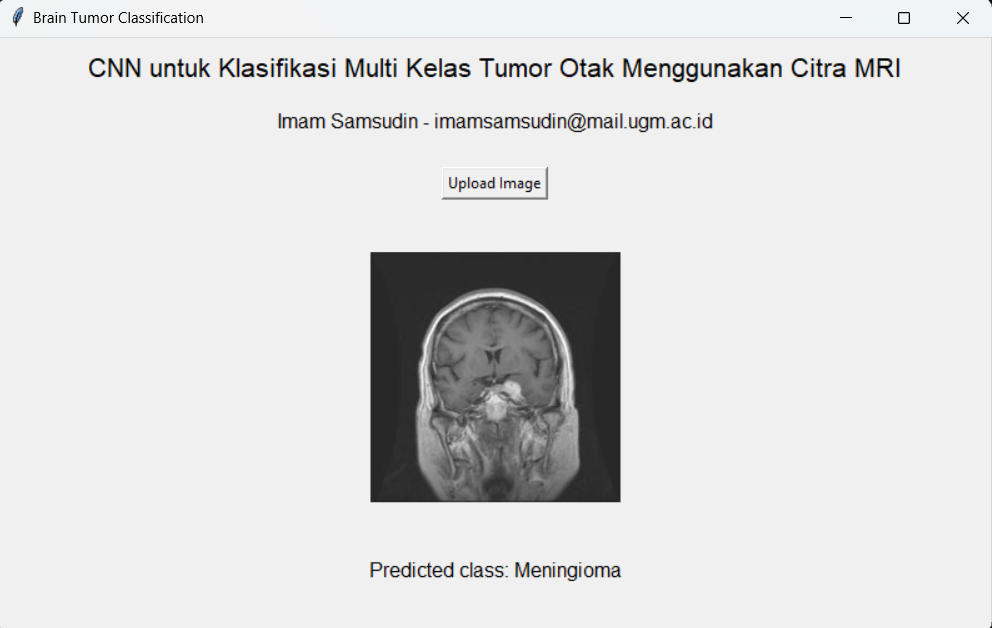 Brain Tumor Classification
CNN untuk Klasifikasi Multi Kelas Tumor Otak Menggunakan Citra MRI
Imam Samsudin - imamsamsudin@mail.ugm.ac.id
Upload Image
Predicted class: Meningioma